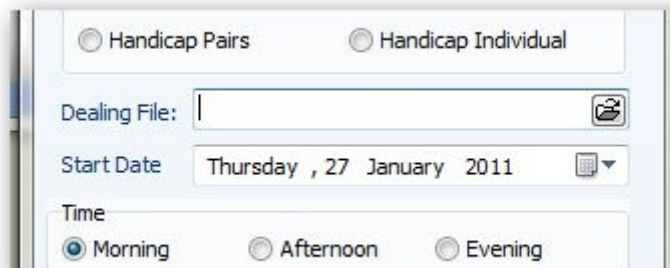 Handicap Pairs Handicap Individual
Dealing File:
Start Date Thursday , 27 January 2011
Time
Morning Afternoon Evening